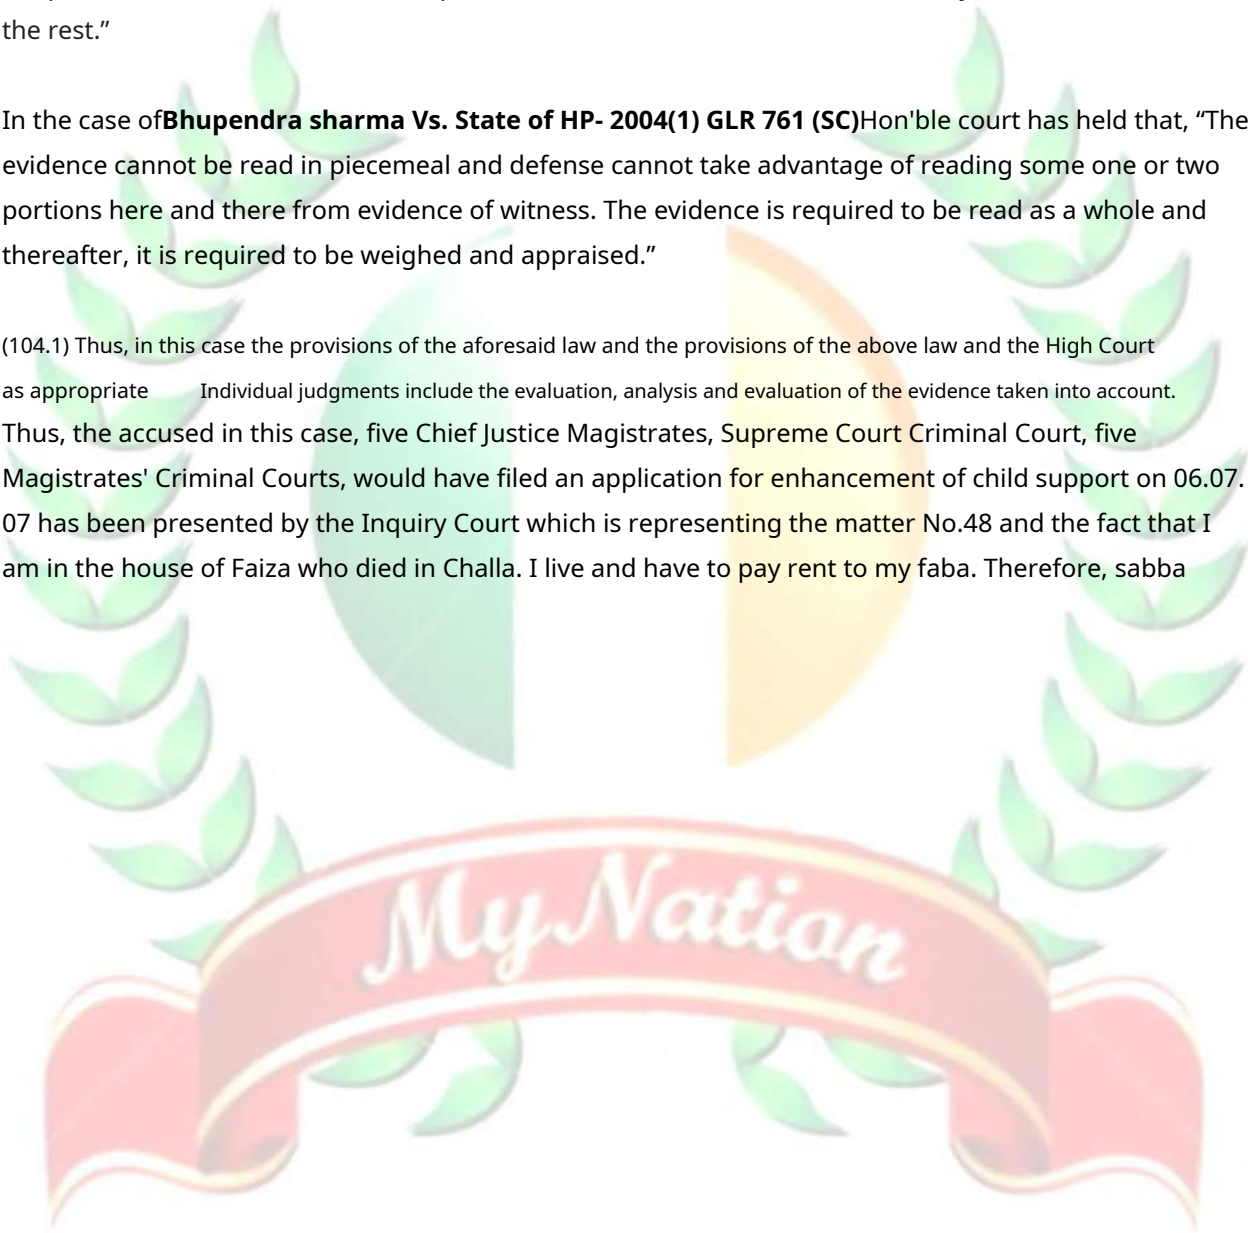 the rest.”
In the case ofBhupendra sharma Vs. State of HP- 2004(1) GLR 761 (SC)Hon'ble court has held that, “The
evidence cannot be read in piecemeal and defense cannot take advantage of reading some one or two
portions here and there from evidence of witness. The evidence is required to be read as a whole and
thereafter, it is required to be weighed and appraised.”
(104.1) Thus, in this case the provisions of the aforesaid law and the provisions of the above law and the High Court
as appropriate Individual judgments include the evaluation, analysis and evaluation of the evidence taken into account.
Thus, the accused in this case, five Chief Justice Magistrates, Supreme Court Criminal Court, five
Magistrates' Criminal Courts, would have filed an application for enhancement of child support on 06.07.
07 has been presented by the Inquiry Court which is representing the matter No.48 and the fact that I
am in the house of Faiza who died in Challa. I live and have to pay rent to my faba. Therefore, sabba
My Nation